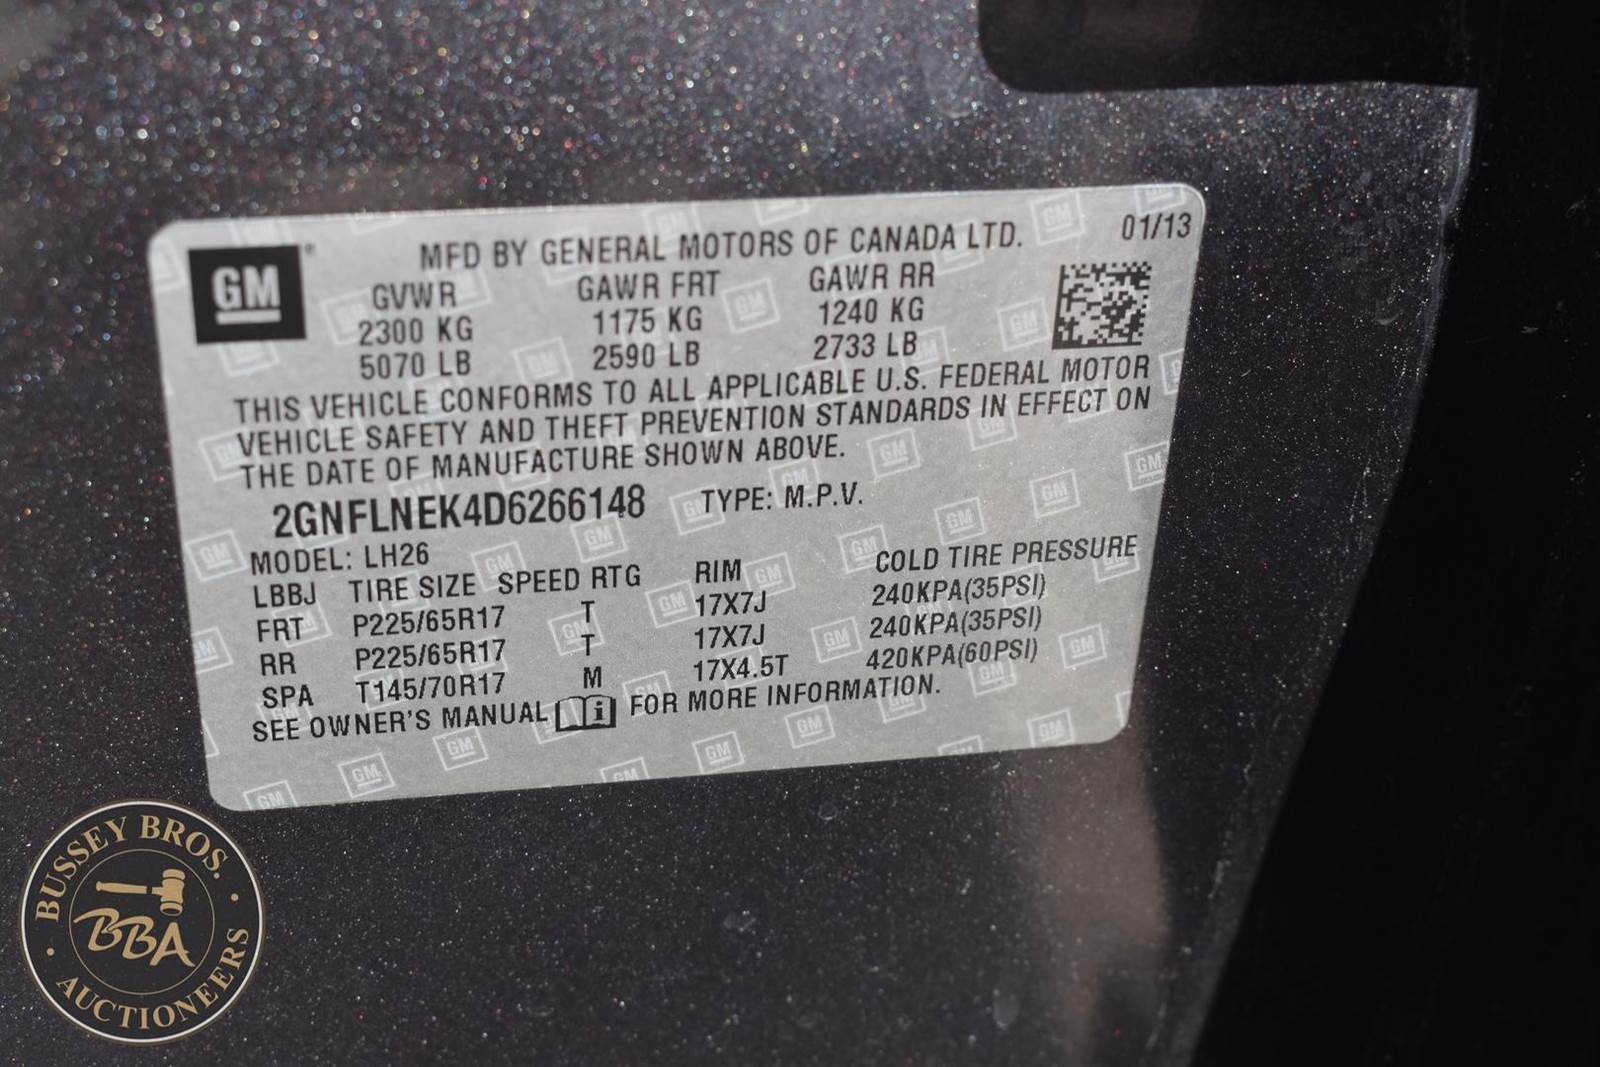 GM
MFD BY GENERAL MOTORS OF CANADA LTD. 01/13
GVWR GAWR FRT GAWR RR
2300 KG 1175 KG 1240 KG
5070 LB 2590 LB 2733 LB
THIS VEHICLE CONFORMS TO ALL APPLICABLE U.S. FEDERAL MOTOR
VEHICLE SAFETY AND THEFT PREVENTION STANDARDS IN EFFECT ON
THE DATE OF MANUFACTURE SHOWN ABOVE.
2GNFLNEK4D6266148 TYPE: M.P.V.
MODEL: LH26
LBBJ TIRE SIZE SPEED RTG RIM COLD TIRE PRESSURE
FRT P225/65R17 T 17X7J 240KPA(35PSI)
RR P225/65R17 T 17X7J 240KPA(35PSI)
SPA T145/70R17 M 17X4.5T 420KPA(60PSI)
SEE OWNER'S MANUAL i FOR MORE INFORMATION.
BUSSEY BROS.
BBA
AUCTIONEERS